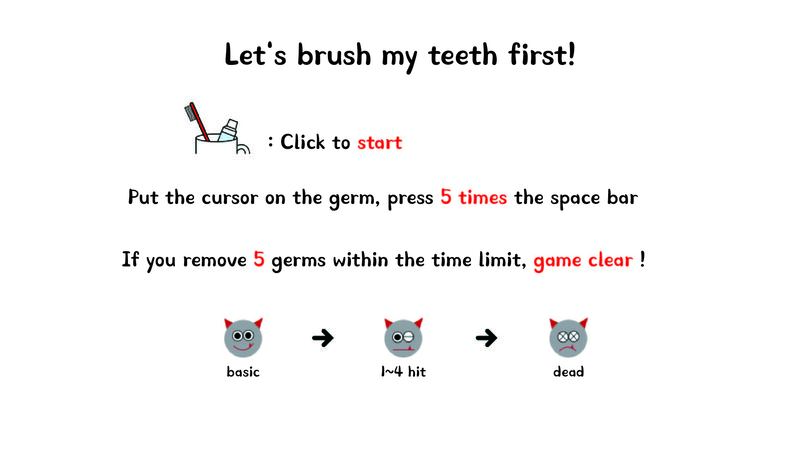 Let's brush my teeth first!
: Click to start
Put the cursor on the germ, press 5 times the space bar
If you remove 5 germs within the time limit, game clear !
basic
1~4 hit
dead